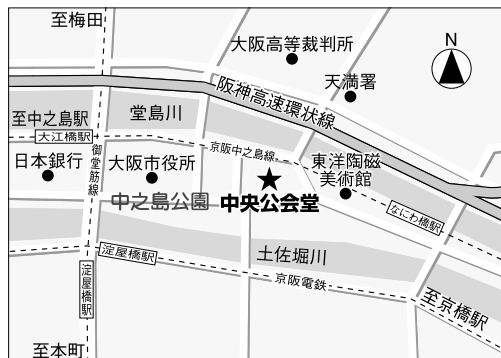 至梅田
大阪高等裁判所
N
天満署
阪神高速環状線
堂島川
至中之島駅
大江橋駅
京阪中之島線
御堂筋線
日本銀行
大阪市役所
東洋陶磁
美術館
中之島公園
中央公会堂
なにわ橋駅
淀屋橋駅
土佐堀川
京阪電鉄
淀屋橋駅
至京橋駅
至本町